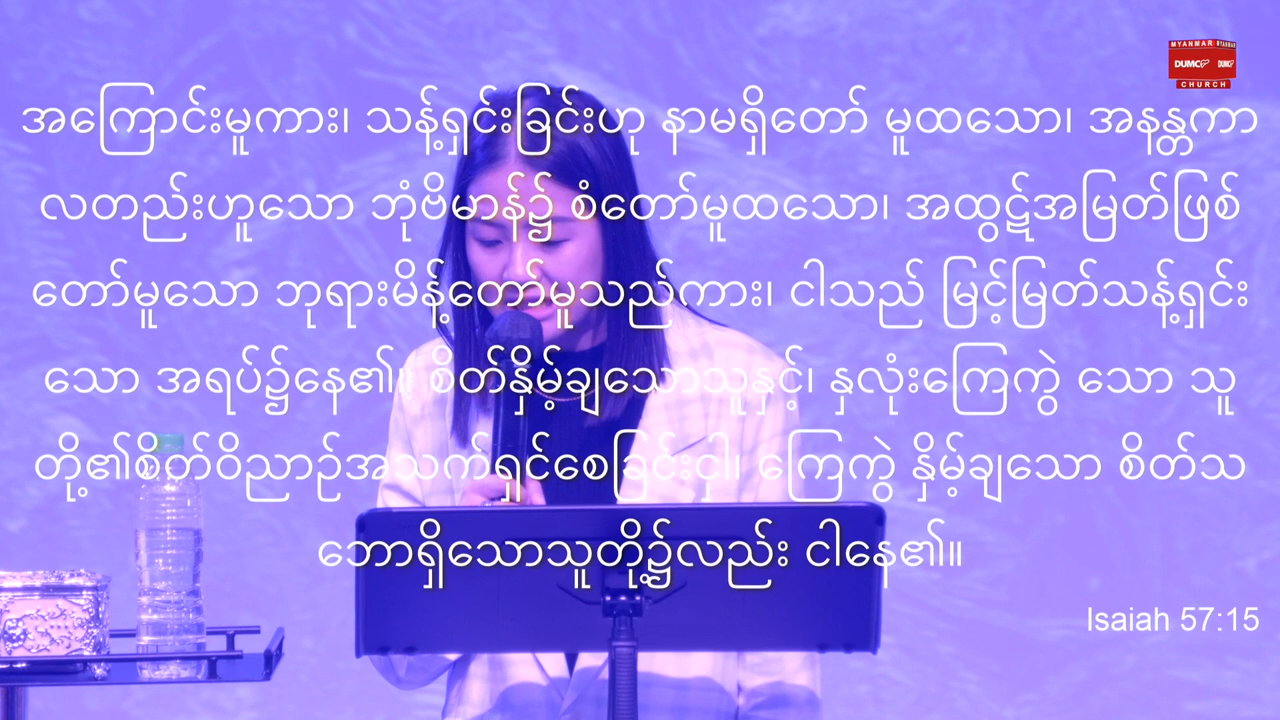 MYANMAR MYANMAR
DUMC DUMC
CHURCH
အကြောင်းမူကား၊ သန့်ရှင်းခြင်းဟု နာမရှိတော် မူထသော၊ အနန္တကာ
လတည်းဟူသော ဘုံဗိမာန်၌ စံတော်မူထသော၊ အထွဋ်အမြတ်ဖြစ်
တော်မူသော ဘုရားမိန့်တော်မူသည်ကား၊ ငါသည် မြင့်မြတ်သန့်ရှင်း
သော အရပ်၌နေ၏။ စိတ်နှိမ့်ချသောသူနှင့်၊ နှလုံးကြေကွဲ သော သူ
တို့၏စိတ်ဝိညာဉ်အသက်ရှင်စေခြင်းငှါ၊ ကြေကွဲ နှိမ့်ချသော စိတ်သ
ဘောရှိသောသူတို့၌လည်း ငါနေ၏။
Isaiah 57:15